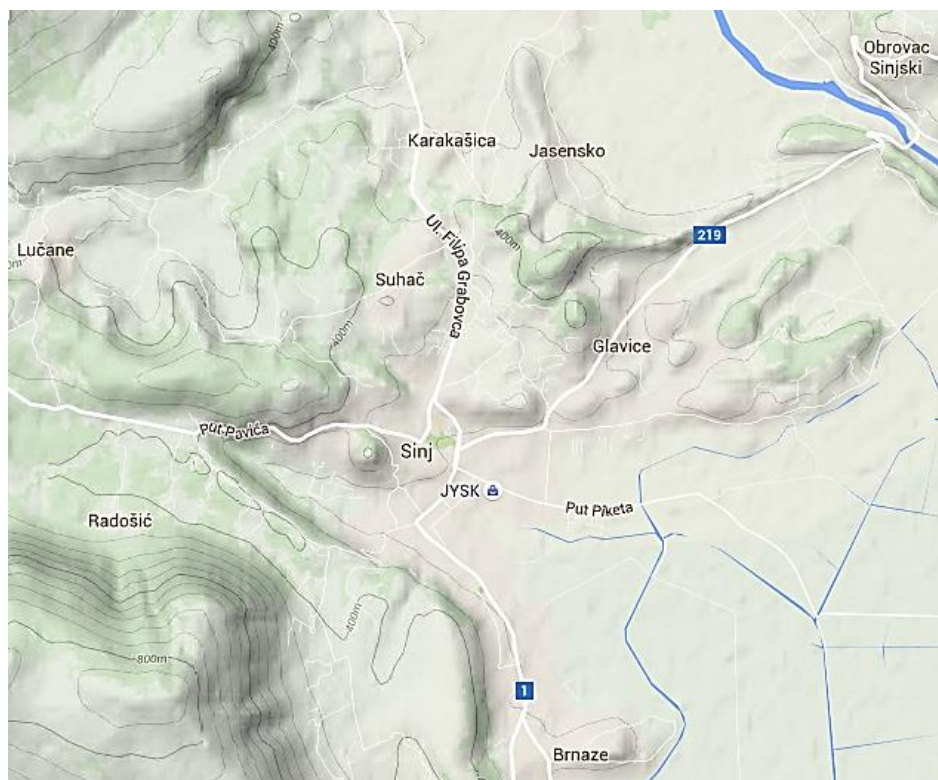 400m
Obrovac
Sinjski
Karakašica
Jasensko
Ul. Filipa Grabovca
400m
219
Lučane
Suhač
400m
Glavice
Put Pavića
Sinj
JYSK
Put Piketa
Radošić
400m
800m
1
Brnaze